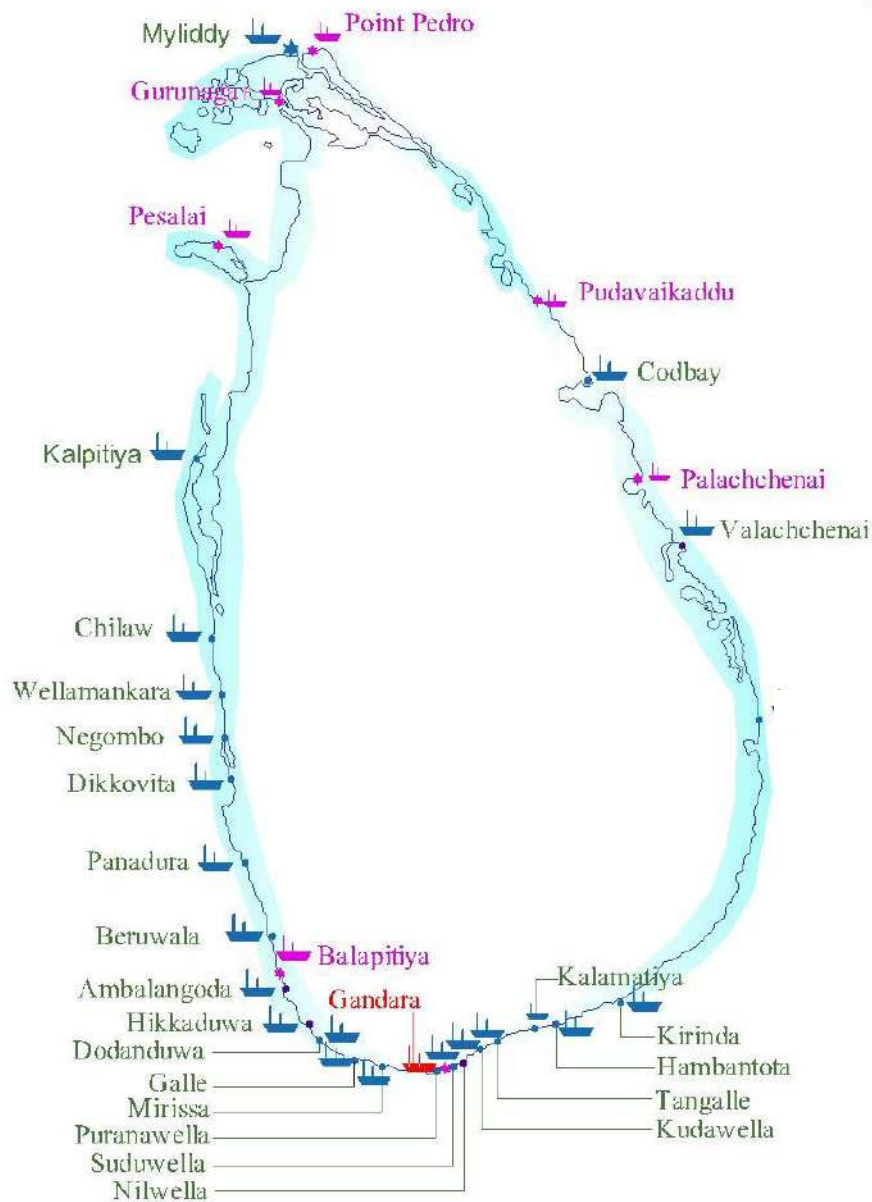 Myliddy
Point Pedro
Gurunaga
Pesalai
Pudavaikaddu
Codbay
Kalpitiya
Palachchenai
Valachchenai
Chilaw
Wellamankara
Negombo
Dikkovita
Panadura
Beruwala
Balapitiya
Ambalangoda
Gandara
Kalamatiya
Hikkaduwa
Kirinda
Dodanduwa
Hambantota
Galle
Mirissa
Tangalle
Puranawella
Kudawella
Suduwella
Nilwella